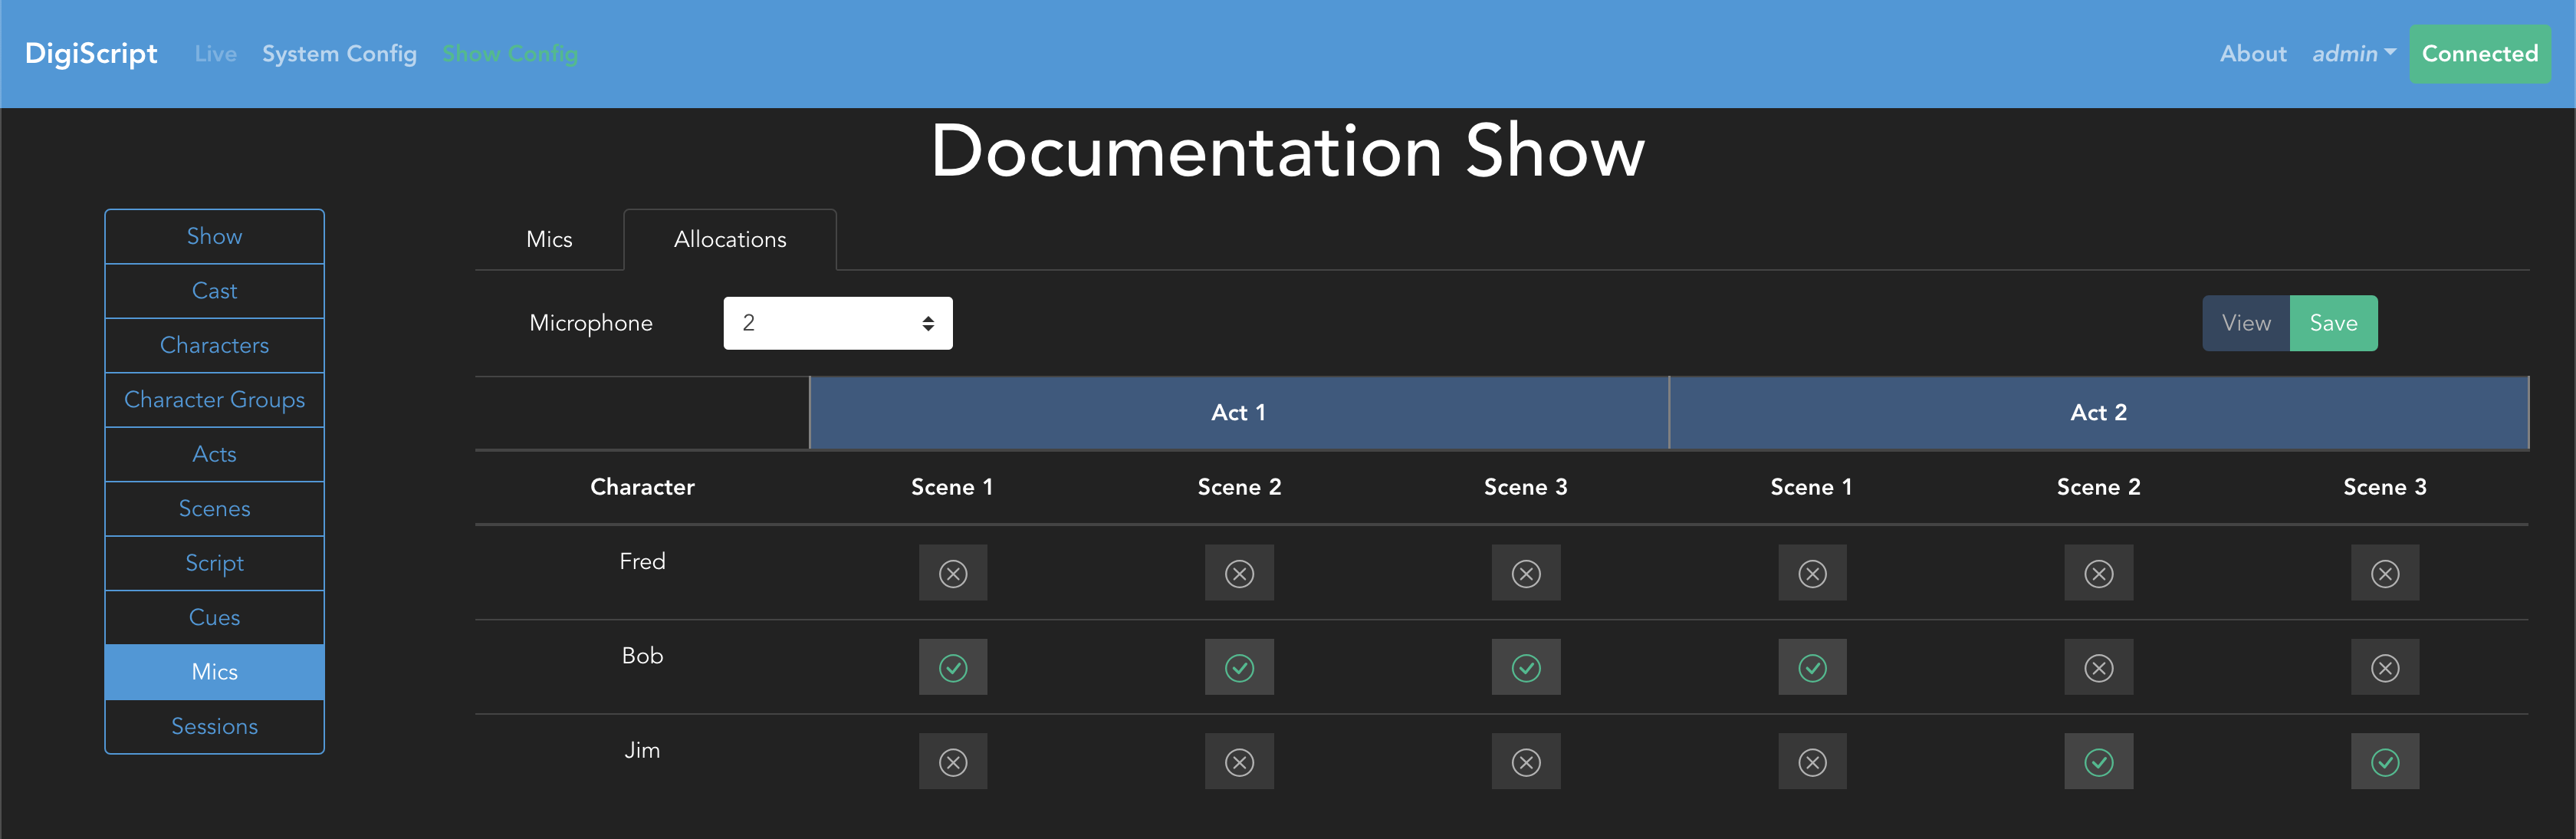 DigiScript Live System Config Show Config About admin Connected
Documentation Show
Show
Cast
Characters
Character Groups
Acts
Scenes
Script
Cues
Mics
Sessions
Mics Allocations
Microphone 2 View Save
Act 1 Act 2
Character Scene 1 Scene 2 Scene 3 Scene 1 Scene 2 Scene 3
Fred
Bob
Jim